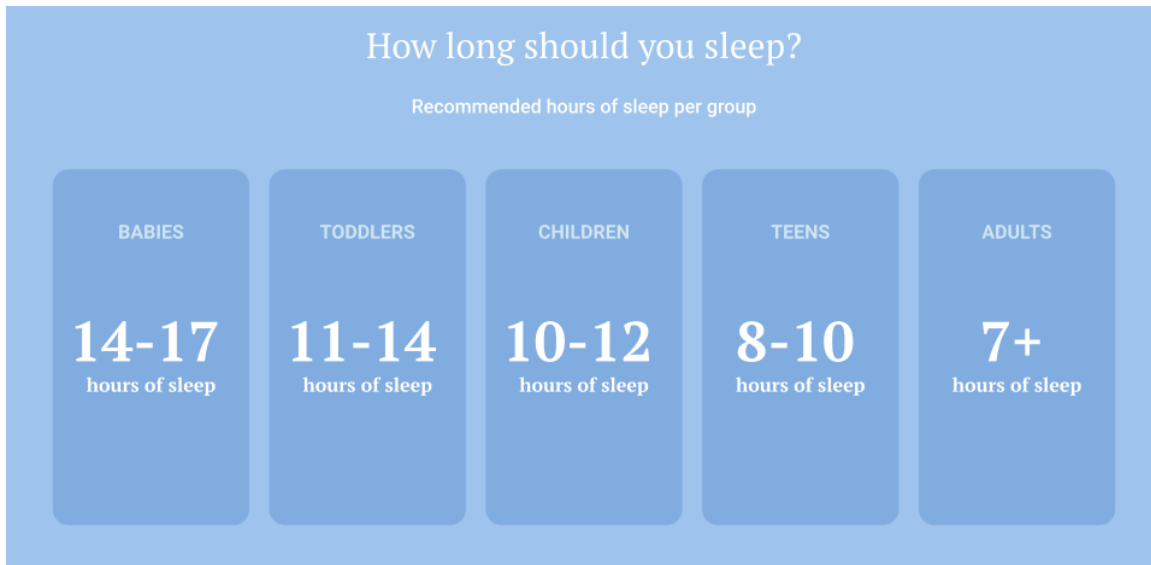 How long should you sleep?
Recommended hours of sleep per group
BABIES
14-17
hours of sleep
TODDLERS
11-14
hours of sleep
CHILDREN
10-12
hours of sleep
TEENS
8-10
hours of sleep
ADULTS
7+
hours of sleep